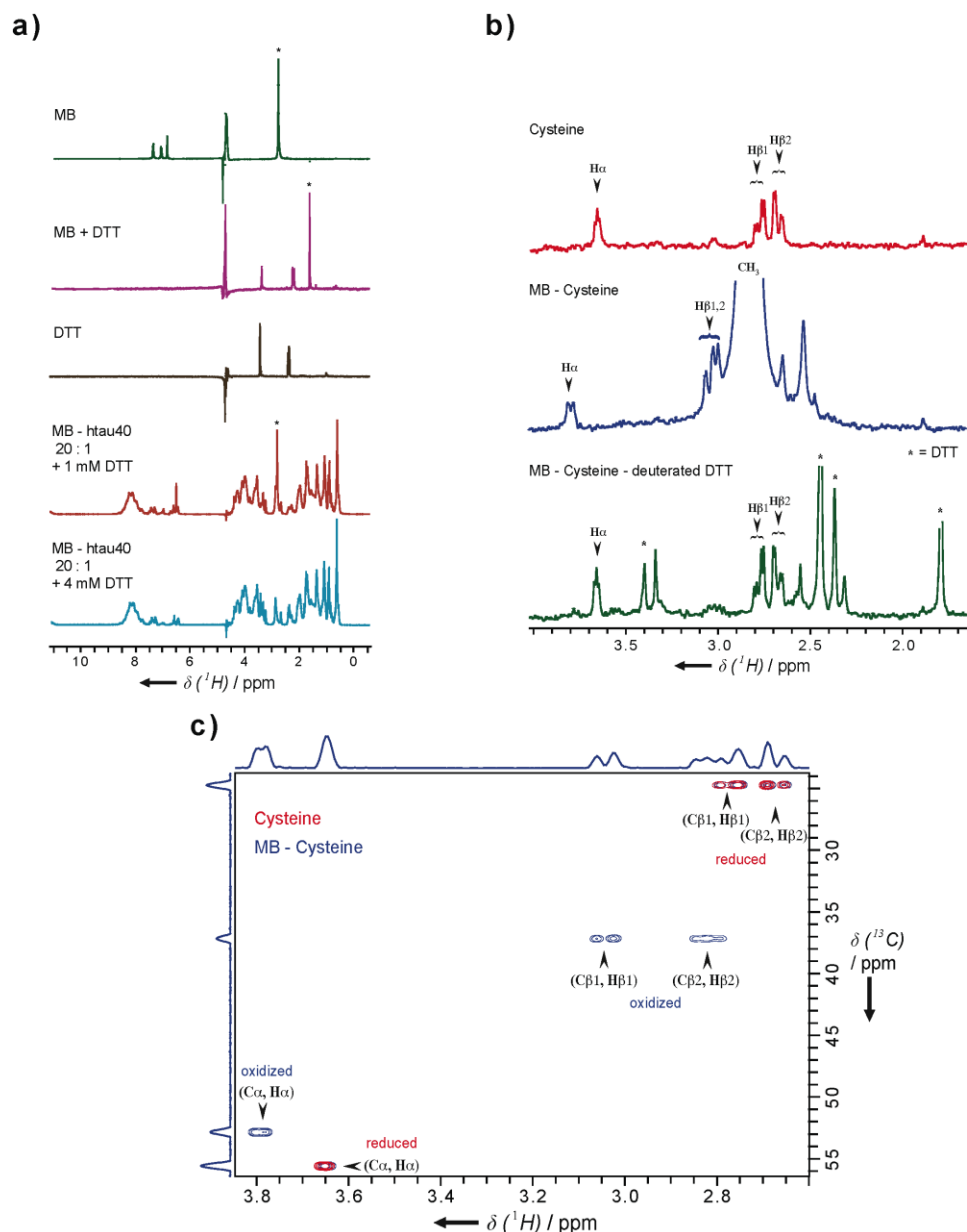 a)
*
MB
*
MB + DTT
DTT
MB - htau40
20 : 1
+ 1 mM DTT
*
MB - htau40
20 : 1
+ 4 mM DTT
10 8 6 4 2 0
δ (¹H) / ppm
b)
Cysteine
Hα
Hβ1
Hβ2
MB - Cysteine
CH₃
Hβ1,2
Hα
* = DTT
MB - Cysteine - deuterated DTT
Hα
*
Hβ1
Hβ2
*
*
*
3.5 3.0 2.5 2.0
δ (¹H) / ppm
c)
Cysteine
MB - Cysteine
(Cβ1, Hβ1)
(Cβ2, Hβ2)
reduced
(Cβ1, Hβ1)
(Cβ2, Hβ2)
oxidized
oxidized
(Cα, Hα)
reduced
(Cα, Hα)
30
35
40
45
50
55
δ (¹³C)
/ ppm
3.8 3.6 3.4 3.2 3.0 2.8
δ (¹H) / ppm